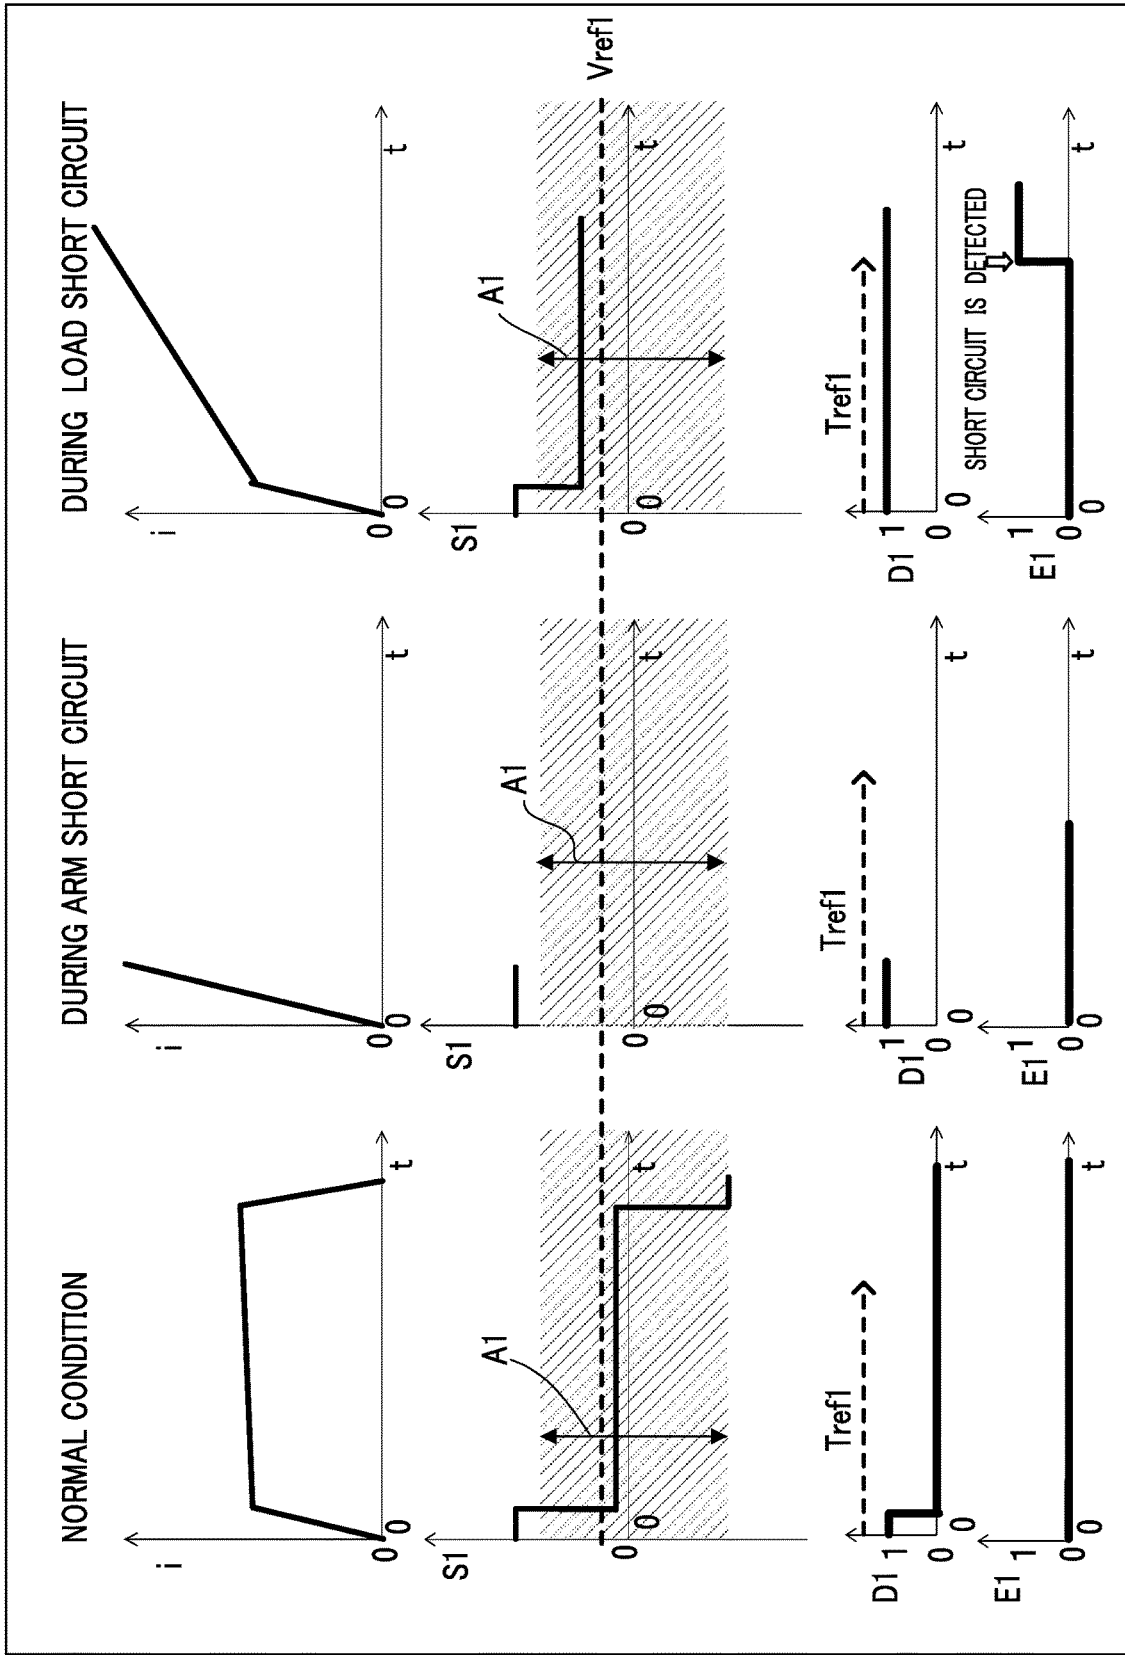 NORMAL CONDITION
i
0
0
t
S1
A1
0
0
t
Tref1
D1
1
0
0
t
E1
1
0
0
t
DURING ARM SHORT CIRCUIT
i
0
0
t
S1
A1
0
0
t
Tref1
D1
1
0
0
t
E1
1
0
0
t
DURING LOAD SHORT CIRCUIT
i
0
0
t
S1
A1
Vref1
0
0
t
Tref1
D1
1
0
0
t
SHORT CIRCUIT IS DETECTED
E1
1
0
0
t